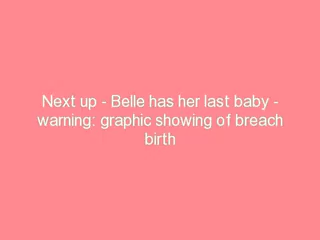 Next up - Belle has her last baby -
warning: graphic showing of breach
birth